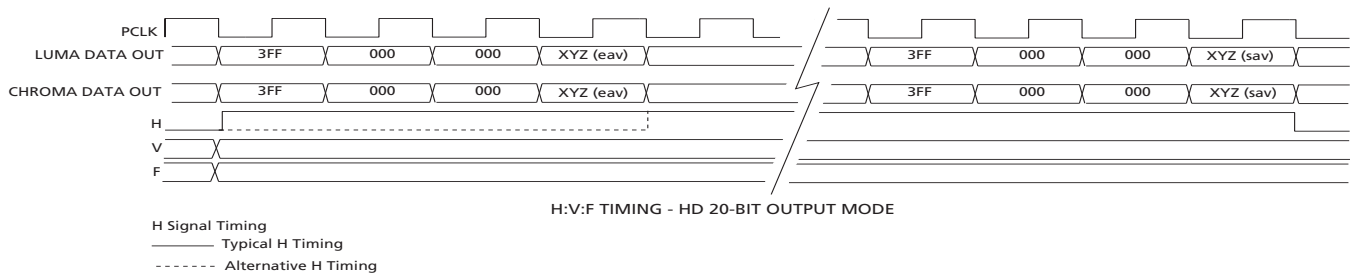 PCLK
LUMA DATA OUT 3FF 000 000 XYZ (eav) 3FF 000 000 XYZ (sav)
CHROMA DATA OUT 3FF 000 000 XYZ (eav) 3FF 000 000 XYZ (sav)
H
V
F
H:V:F TIMING - HD 20-BIT OUTPUT MODE
H Signal Timing
Typical H Timing
Alternative H Timing